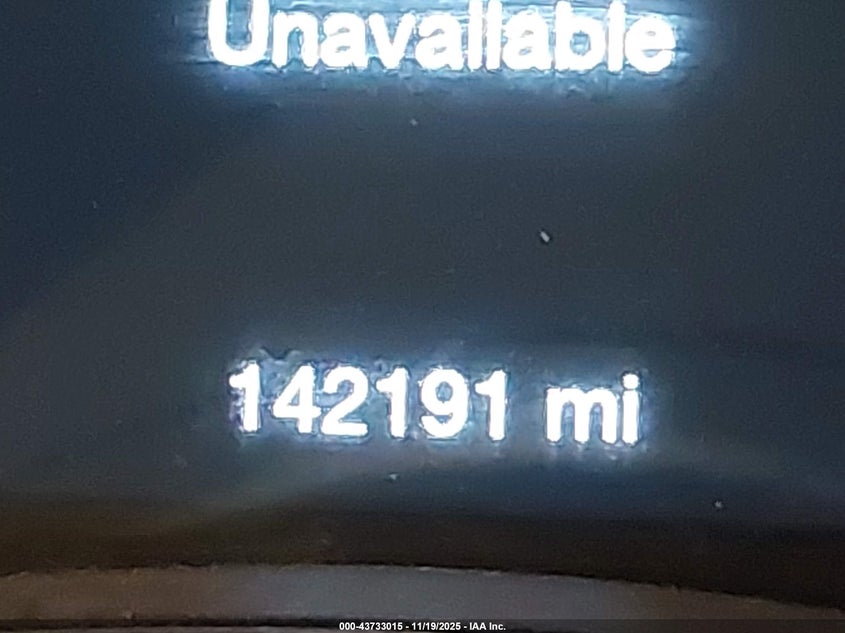 Unavailable
142191 mi
000-43733015 - 11/19/2025 - IAA Inc.